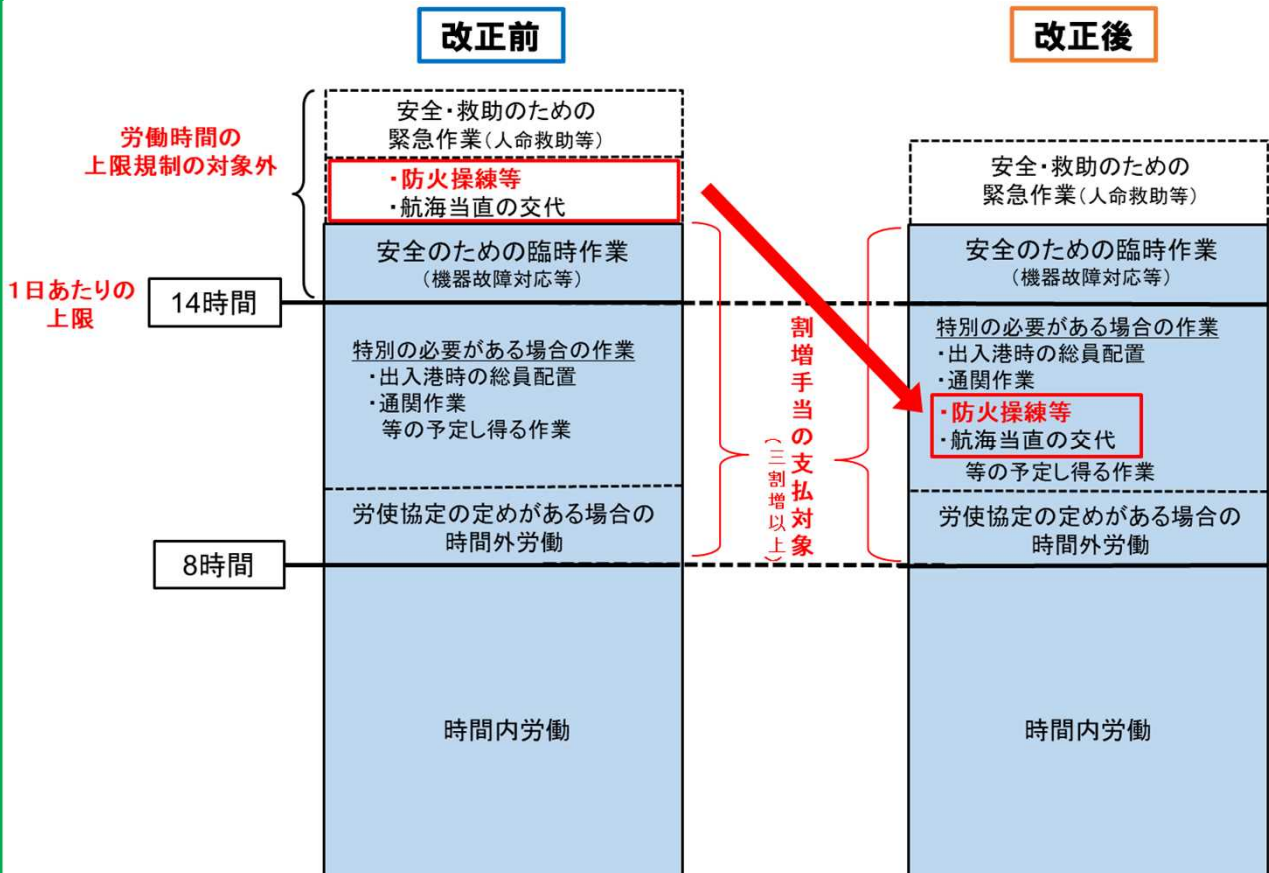 改正前
改正後
安全・救助のための
緊急作業(人命救助等)
労働時間の
上限規制の対象外
・防火操練等
・航海当直の交代
安全のための臨時作業
(機器故障対応等)
1日あたりの
上限
14時間
特別の必要がある場合の作業
・出入港時の総員配置
・通関作業
等の予定し得る作業
労使協定の定めがある場合の
時間外労働
8時間
時間内労働
割増手当の支払対象
(三割増以上)
安全・救助のための
緊急作業(人命救助等)
安全のための臨時作業
(機器故障対応等)
特別の必要がある場合の作業
・出入港時の総員配置
・通関作業
・防火操練等
・航海当直の交代
等の予定し得る作業
労使協定の定めがある場合の
時間外労働
時間内労働